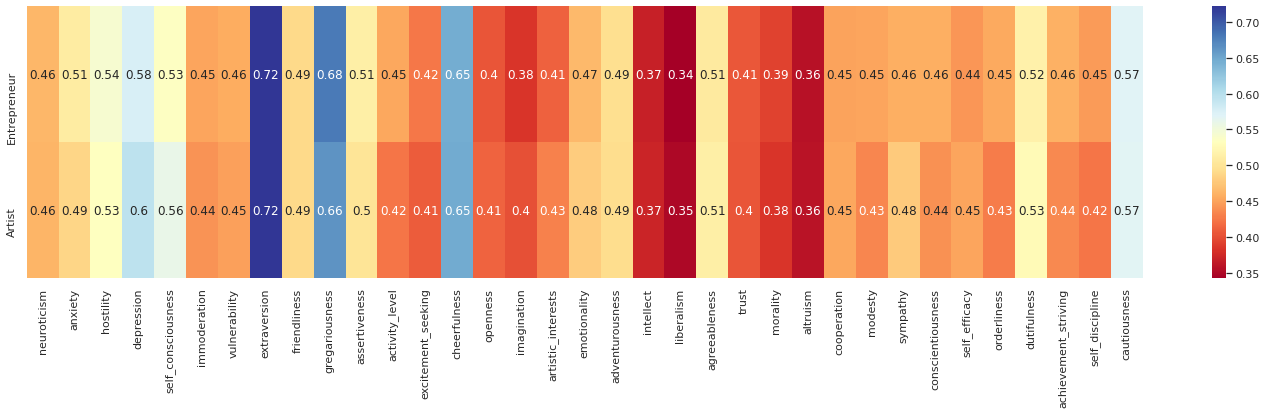 Entrepreneur
0.46 0.51 0.54 0.58 0.53 0.45 0.46 0.72 0.49 0.68 0.51 0.45 0.42 0.65 0.4 0.38 0.41 0.47 0.49 0.37 0.34 0.51 0.41 0.39 0.36 0.45 0.45 0.46 0.46 0.44 0.45 0.52 0.46 0.45 0.57
Artist
0.46 0.49 0.53 0.6 0.56 0.44 0.45 0.72 0.49 0.66 0.5 0.42 0.41 0.65 0.41 0.4 0.43 0.48 0.49 0.37 0.35 0.51 0.4 0.38 0.36 0.45 0.43 0.48 0.44 0.45 0.43 0.53 0.44 0.42 0.57
neuroticism
anxiety
hostility
depression
self_consciousness
immoderation
vulnerability
extraversion
friendliness
gregariousness
assertiveness
activity_level
excitement_seeking
cheerfulness
openness
imagination
artistic_interests
emotionality
adventurousness
intellect
liberalism
agreeableness
trust
morality
altruism
cooperation
modesty
sympathy
conscientiousness
self_efficacy
orderliness
dutifulness
achievement_striving
self_discipline
cautiousness
0.70
0.65
0.60
0.55
0.50
0.45
0.40
0.35